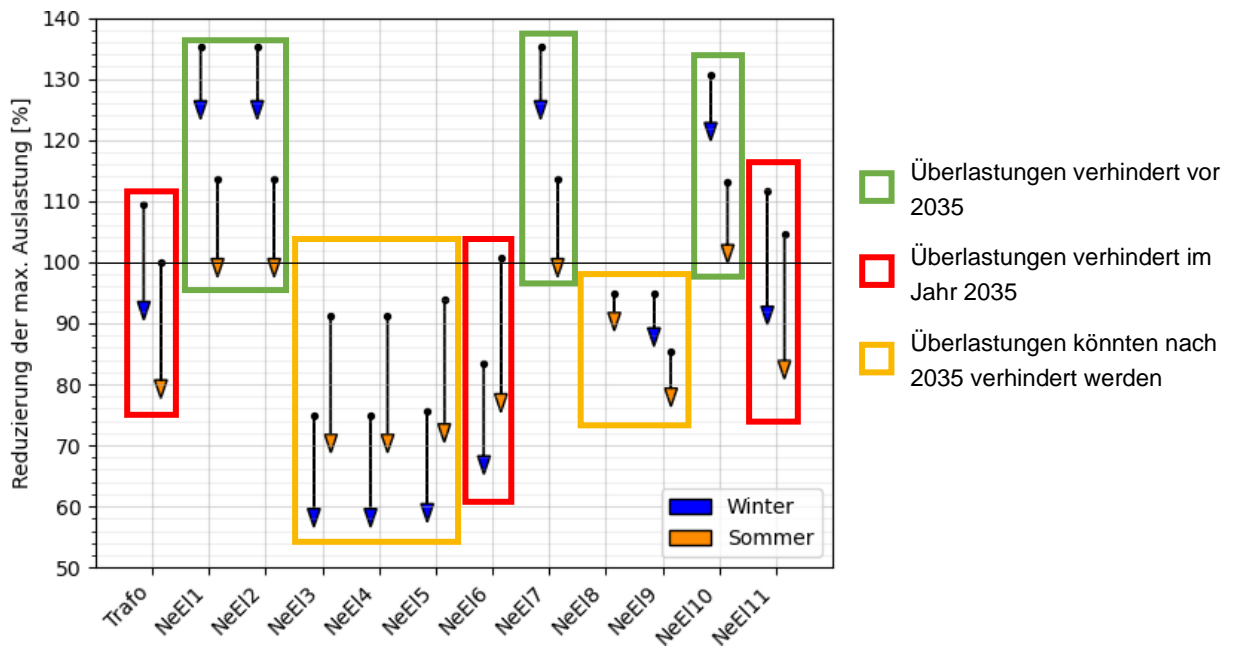 Reduzierung der max. Auslastung [%]
140
130
120
110
100
90
80
70
60
50
Trafo
NeEl1
NeEl2
NeEl3
NeEl4
NeEl5
NeEl6
NeEl7
NeEl8
NeEl9
NeEl10
NeEl11
Winter
Sommer
Überlastungen verhindert vor
2035
Überlastungen verhindert im
Jahr 2035
Überlastungen könnten nach
2035 verhindert werden